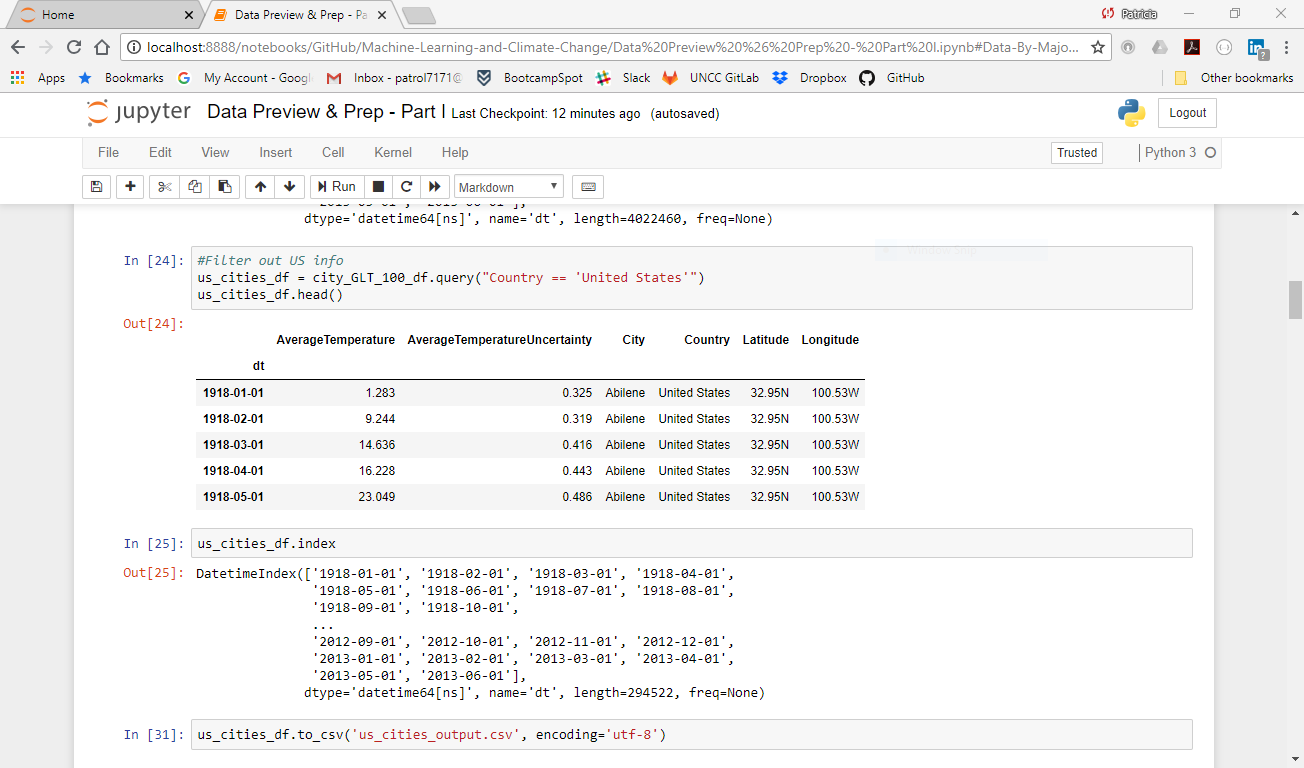 Home
Data Preview & Prep - Pa
Patricia
localhost:8888/notebooks/GitHub/Machine-Learning-and-Climate-Change/Data%20Preview%20%26%20Prep%20-%20Part%20I.ipynb#Data-By-Majo...
Apps Bookmarks My Account - Googl Inbox - patrol7171@ BootcampSpot Slack UNCC GitLab Dropbox GitHub Other bookmarks
jupyter Data Preview & Prep - Part I Last Checkpoint: 12 minutes ago (autosaved) Logout
File Edit View Insert Cell Kernel Help Trusted Python 3
Run Markdown
'2013-05-01', '2013-06-01'],
dtype='datetime64[ns]', name='dt', length=4022460, freq=None)
In [24]: #Filter out US info
us_cities_df = city_GLT_100_df.query("Country == 'United States'")
us_cities_df.head()
Out[24]:
AverageTemperature AverageTemperatureUncertainty City Country Latitude Longitude
dt
1918-01-01 1.283 0.325 Abilene United States 32.95N 100.53W
1918-02-01 9.244 0.319 Abilene United States 32.95N 100.53W
1918-03-01 14.636 0.416 Abilene United States 32.95N 100.53W
1918-04-01 16.228 0.443 Abilene United States 32.95N 100.53W
1918-05-01 23.049 0.486 Abilene United States 32.95N 100.53W
In [25]: us_cities_df.index
Out[25]: DatetimeIndex(['1918-01-01', '1918-02-01', '1918-03-01', '1918-04-01',
'1918-05-01', '1918-06-01', '1918-07-01', '1918-08-01',
'1918-09-01', '1918-10-01',
...
'2012-09-01', '2012-10-01', '2012-11-01', '2012-12-01',
'2013-01-01', '2013-02-01', '2013-03-01', '2013-04-01',
'2013-05-01', '2013-06-01'],
dtype='datetime64[ns]', name='dt', length=294522, freq=None)
In [31]: us_cities_df.to_csv('us_cities_output.csv', encoding='utf-8')